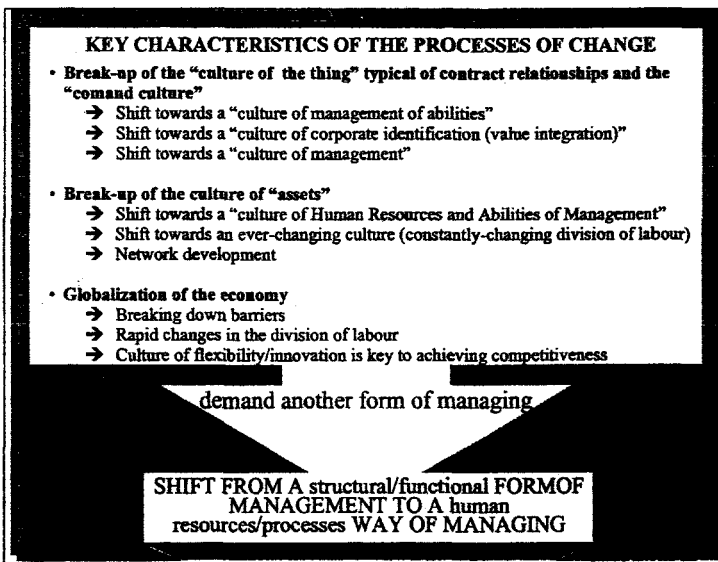 KEY CHARACTERISTICS OF THE PROCESSES OF CHANGE
• Break-up of the “culture of the thing” typical of contract relationships and the
“comand culture”
→ Shift towards a “culture of management of abilities”
→ Shift towards a “culture of corporate identification (value integration)”
→ Shift towards a “culture of management”
• Break-up of the culture of “assets”
→ Shift towards a “culture of Human Resources and Abilities of Management”
→ Shift towards an ever-changing culture (constantly-changing division of labour)
→ Network development
• Globalization of the economy
→ Breaking down barriers
→ Rapid changes in the division of labour
→ Culture of flexibility/innovation is key to achieving competitiveness
demand another form of managing
SHIFT FROM A structural/functional FORMOF
MANAGEMENT TO A human
resources/processes WAY OF MANAGING